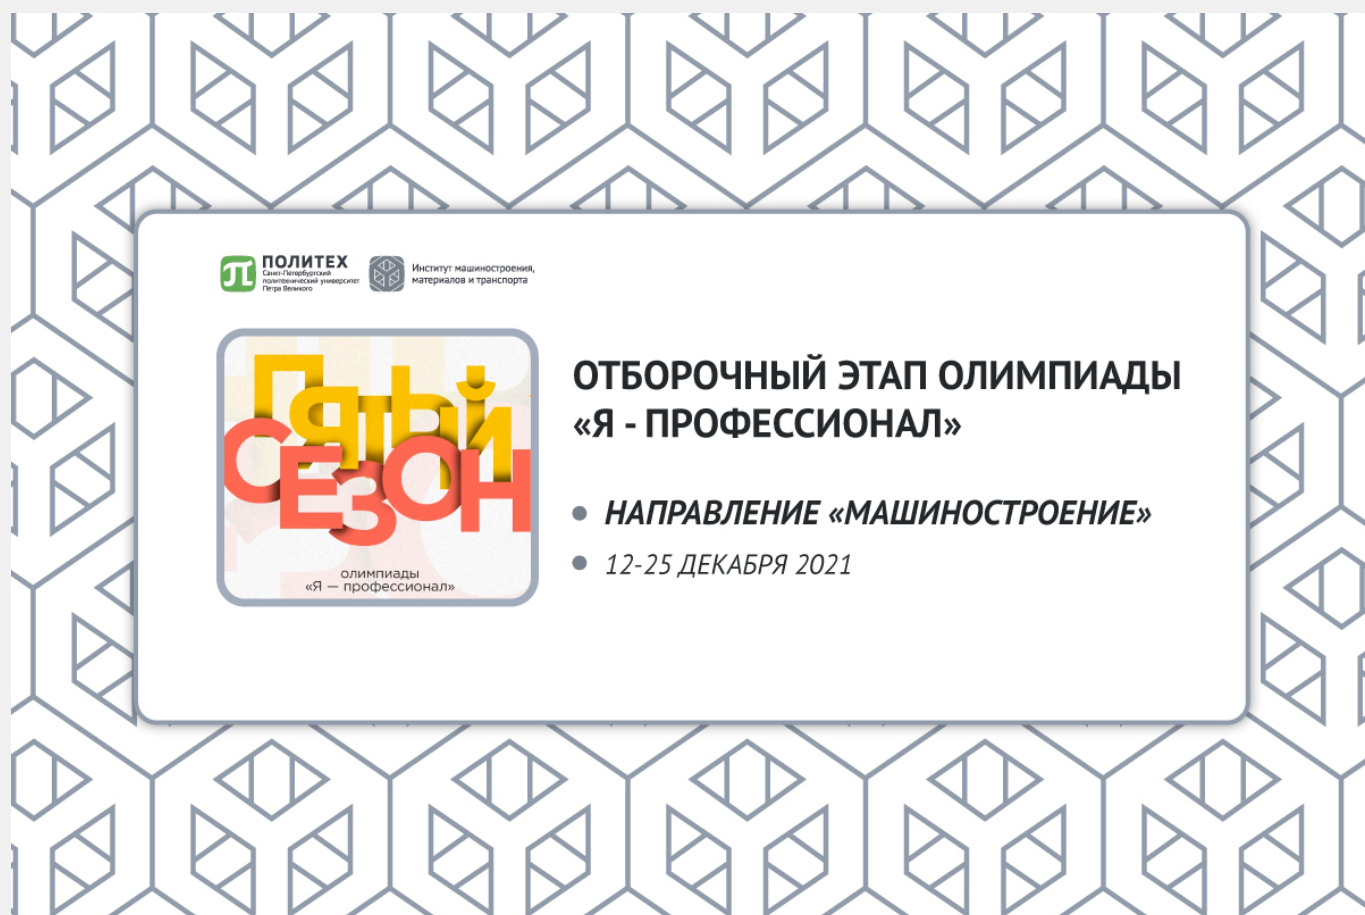 ПОЛИТЕХ
Санкт-Петербургский
политехнический университет
Петра Великого
Институт машиностроения,
материалов и транспорта
ПЯТЫЙ
СЕЗОН
олимпиады
«Я — профессионал»
ОТБОРОЧНЫЙ ЭТАП ОЛИМПИАДЫ
«Я - ПРОФЕССИОНАЛ»
НАПРАВЛЕНИЕ «МАШИНОСТРОЕНИЕ»
12-25 ДЕКАБРЯ 2021